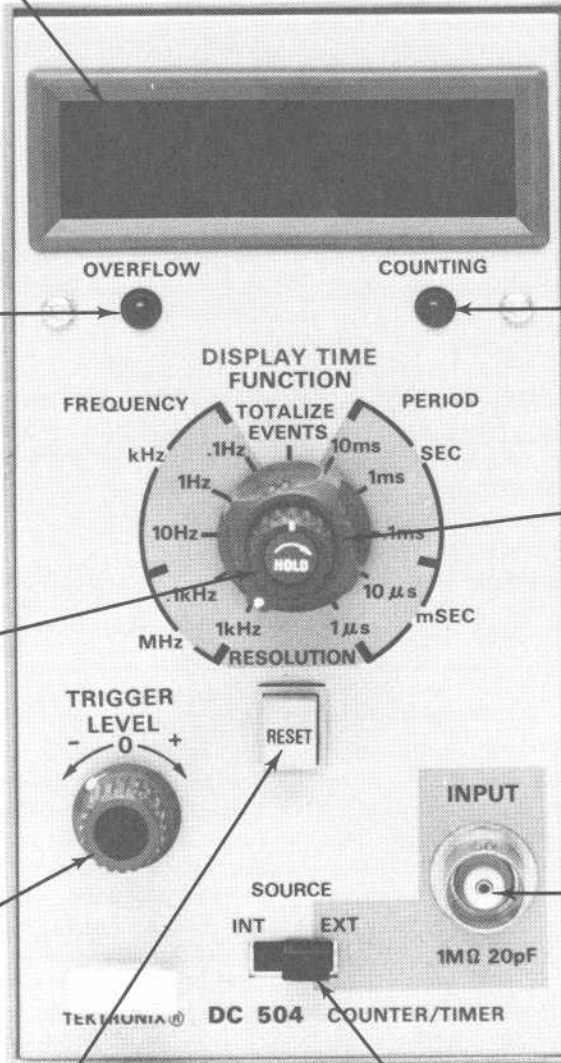 OVERFLOW
COUNTING
DISPLAY TIME
FUNCTION
FREQUENCY
PERIOD
TOTALIZE
EVENTS
kHz
.1Hz
10ms
SEC
1Hz
1ms
10Hz
.1ms
.1kHz
HOLD
10 µs
mSEC
MHz
1kHz
1µs
RESOLUTION
TRIGGER
LEVEL
- 0 +
RESET
INPUT
SOURCE
INT
EXT
1MΩ 20pF
TEKTRONIX® DC 504 COUNTER/TIMER